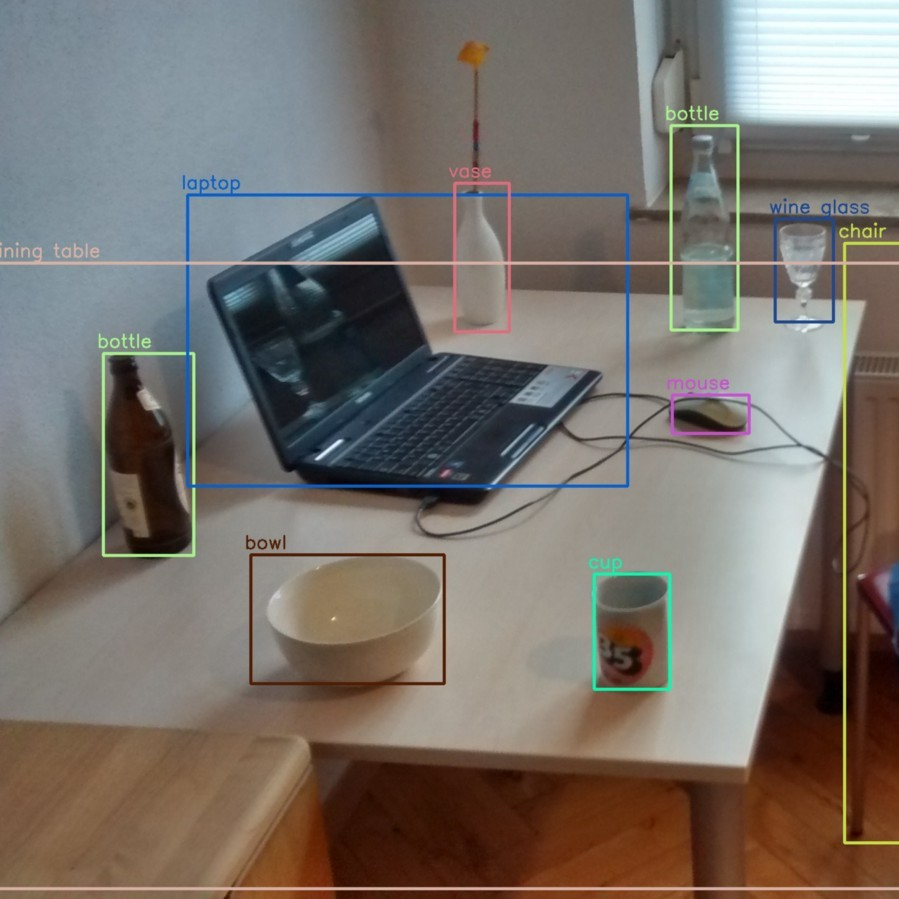 bottle
vase
laptop
wine glass
chair
ining table
bottle
mouse
bowl
cup
35